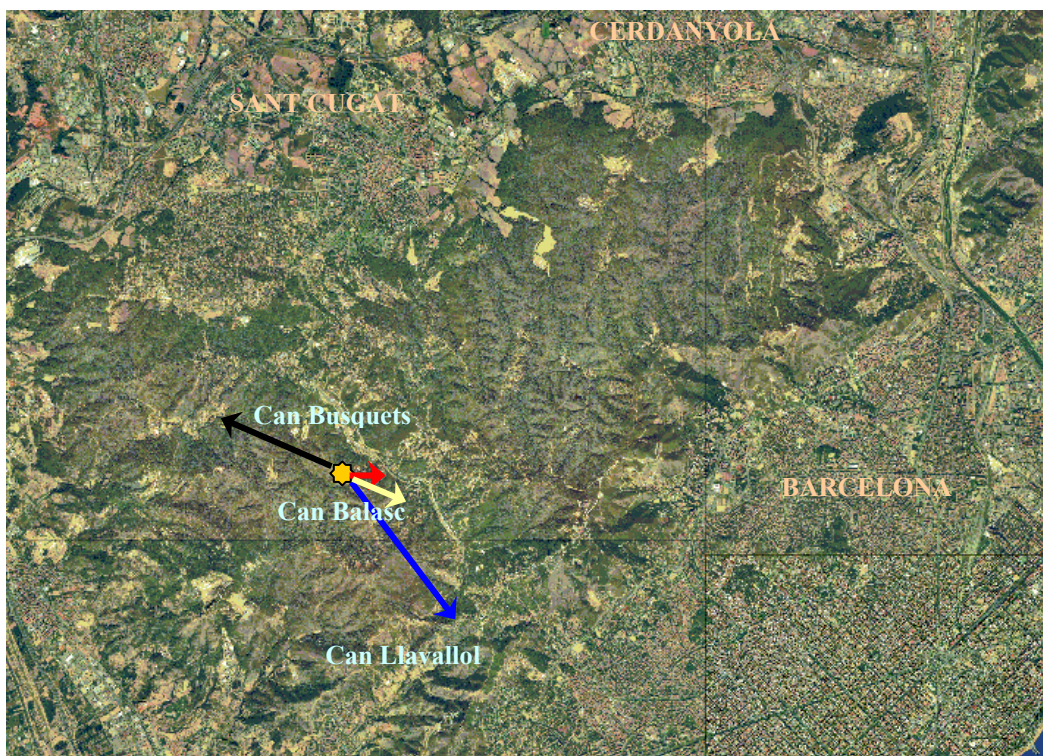 CERDANYOLA
SANT CUGAT
Can Busquets
BARCELONA
Can Balasc
Can Llavallol